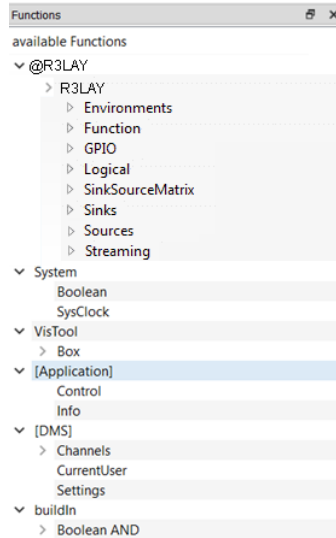 Functions
available Functions
@R3LAY
R3LAY
Environments
Function
GPIO
Logical
SinkSourceMatrix
Sinks
Sources
Streaming
System
Boolean
SysClock
VisTool
Box
[Application]
Control
Info
[DMS]
Channels
CurrentUser
Settings
buildIn
Boolean AND